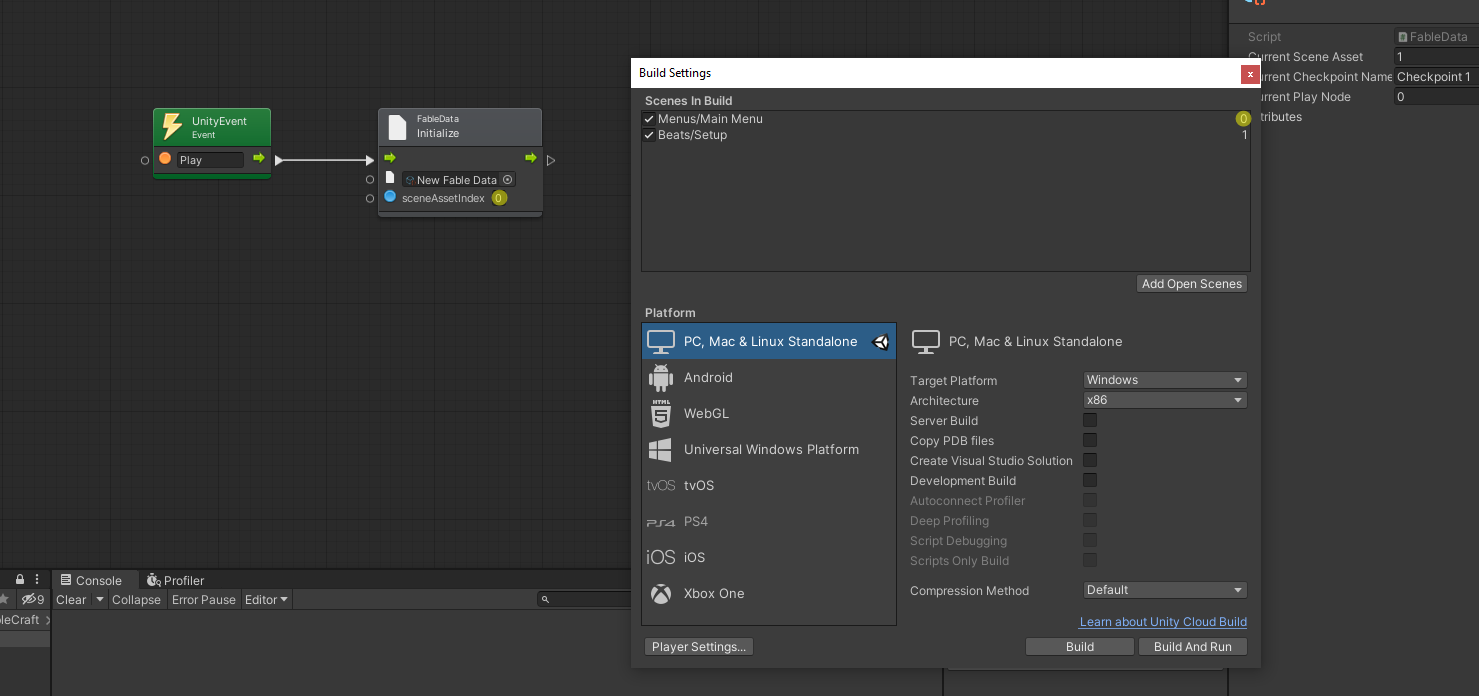 UnityEvent
Event
Play
FableData
Initialize
New Fable Data
sceneAssetIndex 0
Build Settings
x
Scenes In Build
Menus/Main Menu 0
Beats/Setup 1
Add Open Scenes
Platform
PC, Mac & Linux Standalone
Android
HTML
5
WebGL
Universal Windows Platform
tvOS tvOS
PS4 PS4
iOS iOS
Xbox One
Player Settings...
PC, Mac & Linux Standalone
Target Platform Windows
Architecture x86
Server Build
Copy PDB files
Create Visual Studio Solution
Development Build
Autoconnect Profiler
Deep Profiling
Script Debugging
Scripts Only Build
Compression Method Default
Learn about Unity Cloud Build
Build Build And Run
Script FableData
Current Scene Asset 1
urrent Checkpoint Name Checkpoint 1
urrent Play Node 0
tributes
Console Profiler
9 Clear Collapse Error Pause Editor
leCraft